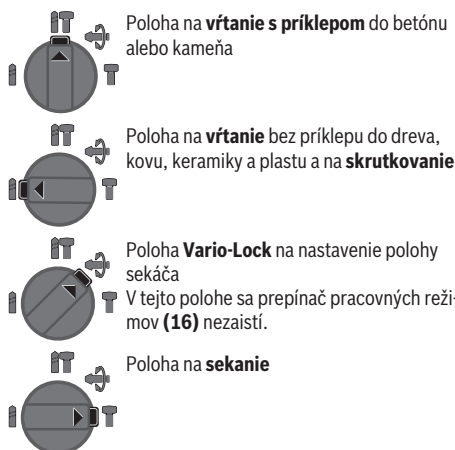 Poloha na vŕtanie s príklepom do betónu
alebo kameňa
Poloha na vŕtanie bez príklepu do dreva,
kovu, keramiky a plastu a na skrutkovanie
Poloha Vario-Lock na nastavenie polohy
sekáča
V tejto polohe sa prepínač pracovných reži-
mov (16) nezaistí.
Poloha na sekanie